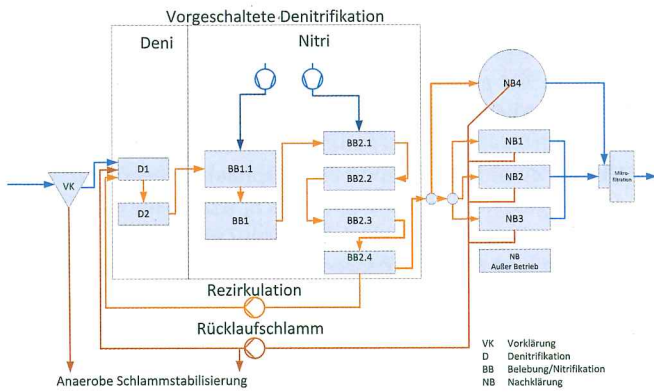 Vorgeschaltete Denitrifikation
Deni
Nitri
NB4
D1
D2
BB1.1
BB1
BB2.1
BB2.2
BB2.3
BB2.4
NB1
NB2
NB3
NB
Außer Betrieb
Mikro-
filtration
VK
Rezirkulation
Rücklaufschlamm
Anaerobe Schlammstabilisierung
VK Vorklärung
D Denitrifikation
BB Belebung/Nitrifikation
NB Nachklärung